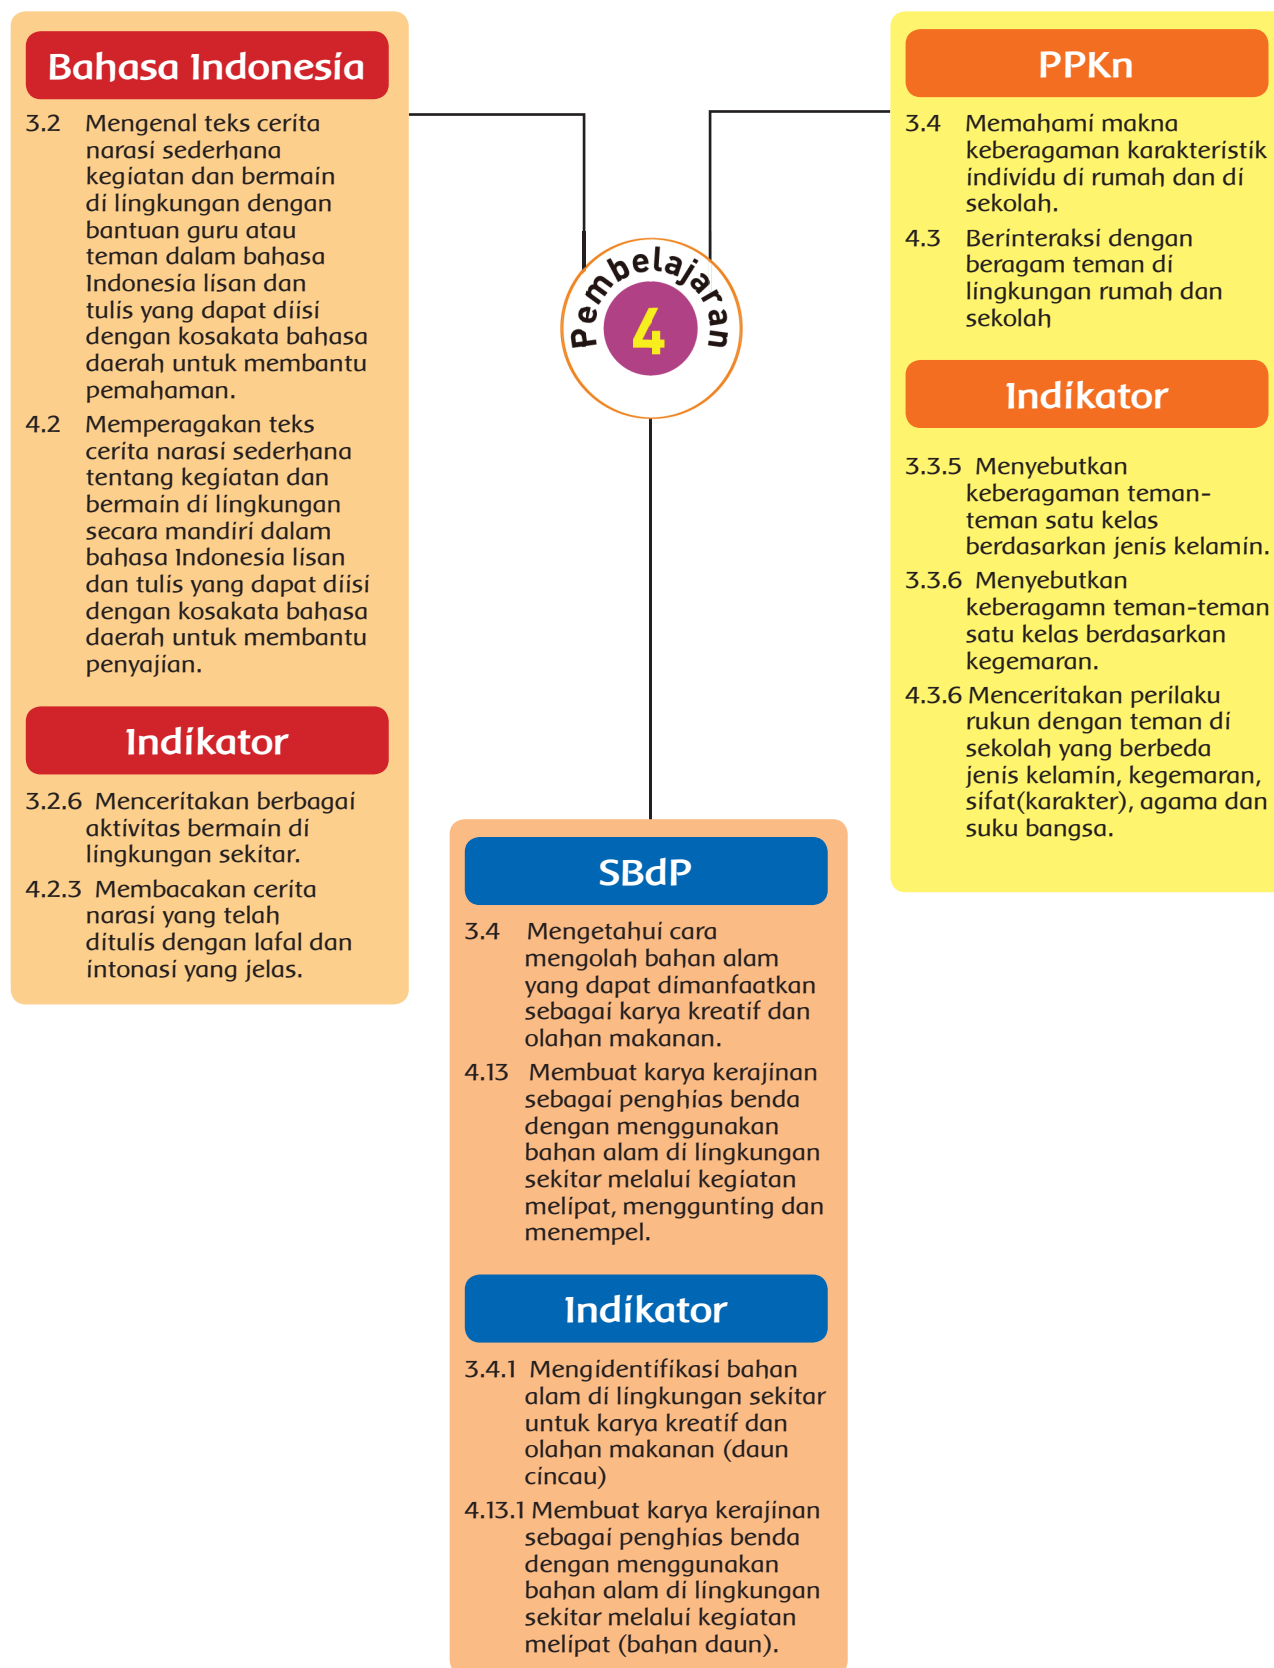 Bahasa Indonesia
3.2 Mengenal teks cerita
narasi sederhana
kegiatan dan bermain
di lingkungan dengan
bantuan guru atau
teman dalam bahasa
Indonesia lisan dan
tulis yang dapat diisi
dengan kosakata bahasa
daerah untuk membantu
pemahaman.
4.2 Memperagakan teks
cerita narasi sederhana
tentang kegiatan dan
bermain di lingkungan
secara mandiri dalam
bahasa Indonesia lisan
dan tulis yang dapat diisi
dengan kosakata bahasa
daerah untuk membantu
penyajian.
Indikator
3.2.6 Menceritakan berbagai
aktivitas bermain di
lingkungan sekitar.
4.2.3 Membacakan cerita
narasi yang telah
ditulis dengan lafal dan
intonasi yang jelas.
Pembelajaran
4
PPKn
3.4 Memahami makna
keberagaman karakteristik
individu di rumah dan di
sekolah.
4.3 Berinteraksi dengan
beragam teman di
lingkungan rumah dan
sekolah
Indikator
3.3.5 Menyebutkan
keberagaman teman-
teman satu kelas
berdasarkan jenis kelamin.
3.3.6 Menyebutkan
keberagamn teman-teman
satu kelas berdasarkan
kegemaran.
4.3.6 Menceritakan perilaku
rukun dengan teman di
sekolah yang berbeda
jenis kelamin, kegemaran,
sifat(karakter), agama dan
suku bangsa.
SBdP
3.4 Mengetahui cara
mengolah bahan alam
yang dapat dimanfaatkan
sebagai karya kreatif dan
olahan makanan.
4.13 Membuat karya kerajinan
sebagai penghias benda
dengan menggunakan
bahan alam di lingkungan
sekitar melalui kegiatan
melipat, menggunting dan
menempel.
Indikator
3.4.1 Mengidentifikasi bahan
alam di lingkungan sekitar
untuk karya kreatif dan
olahan makanan (daun
cincau)
4.13.1 Membuat karya kerajinan
sebagai penghias benda
dengan menggunakan
bahan alam di lingkungan
sekitar melalui kegiatan
melipat (bahan daun).